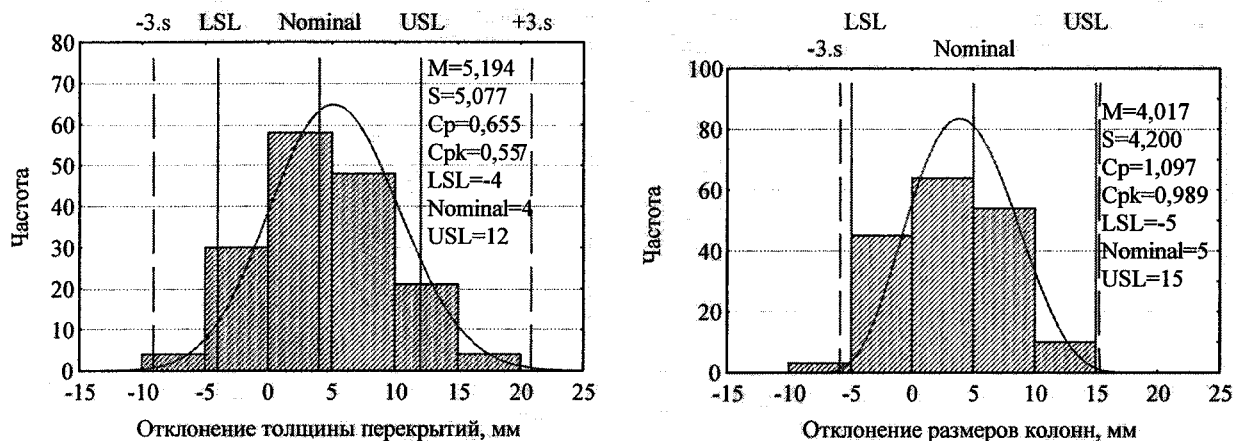 -3.s LSL Nominal USL +3.s
80
70
60
50
40
30
20
10
0
Частота
M=5,194
S=5,077
Cp=0,655
Cpk=0,557
LSL=-4
Nominal=4
USL=12
-15 -10 -5 0 5 10 15 20 25
Отклонение толщины перекрытий, мм
LSL USL
-3.s Nominal
100
80
60
40
20
0
Частота
M=4,017
S=4,200
Cp=1,097
Cpk=0,989
LSL=-5
Nominal=5
USL=15
-15 -10 -5 0 5 10 15 20 25
Отклонение размеров колонн, мм